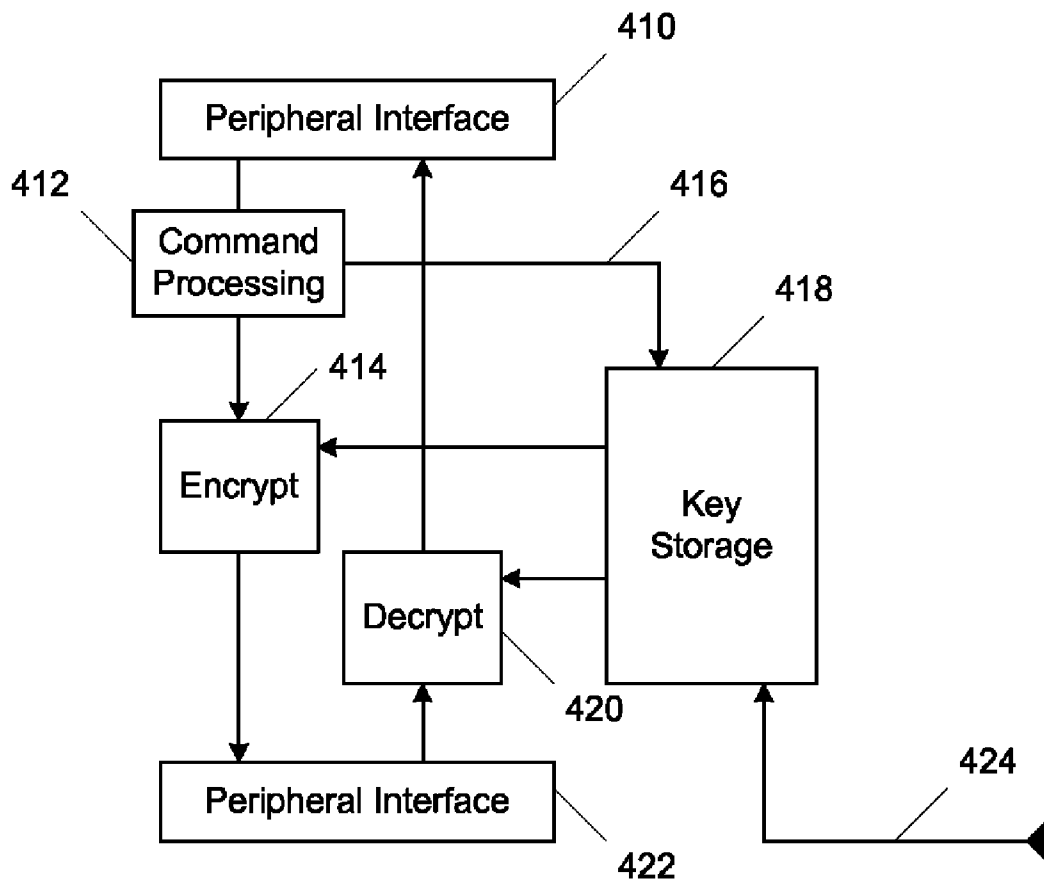 410
Peripheral Interface
412
416
Command
Processing
418
414
Encrypt
Key
Storage
Decrypt
420
424
Peripheral Interface
422